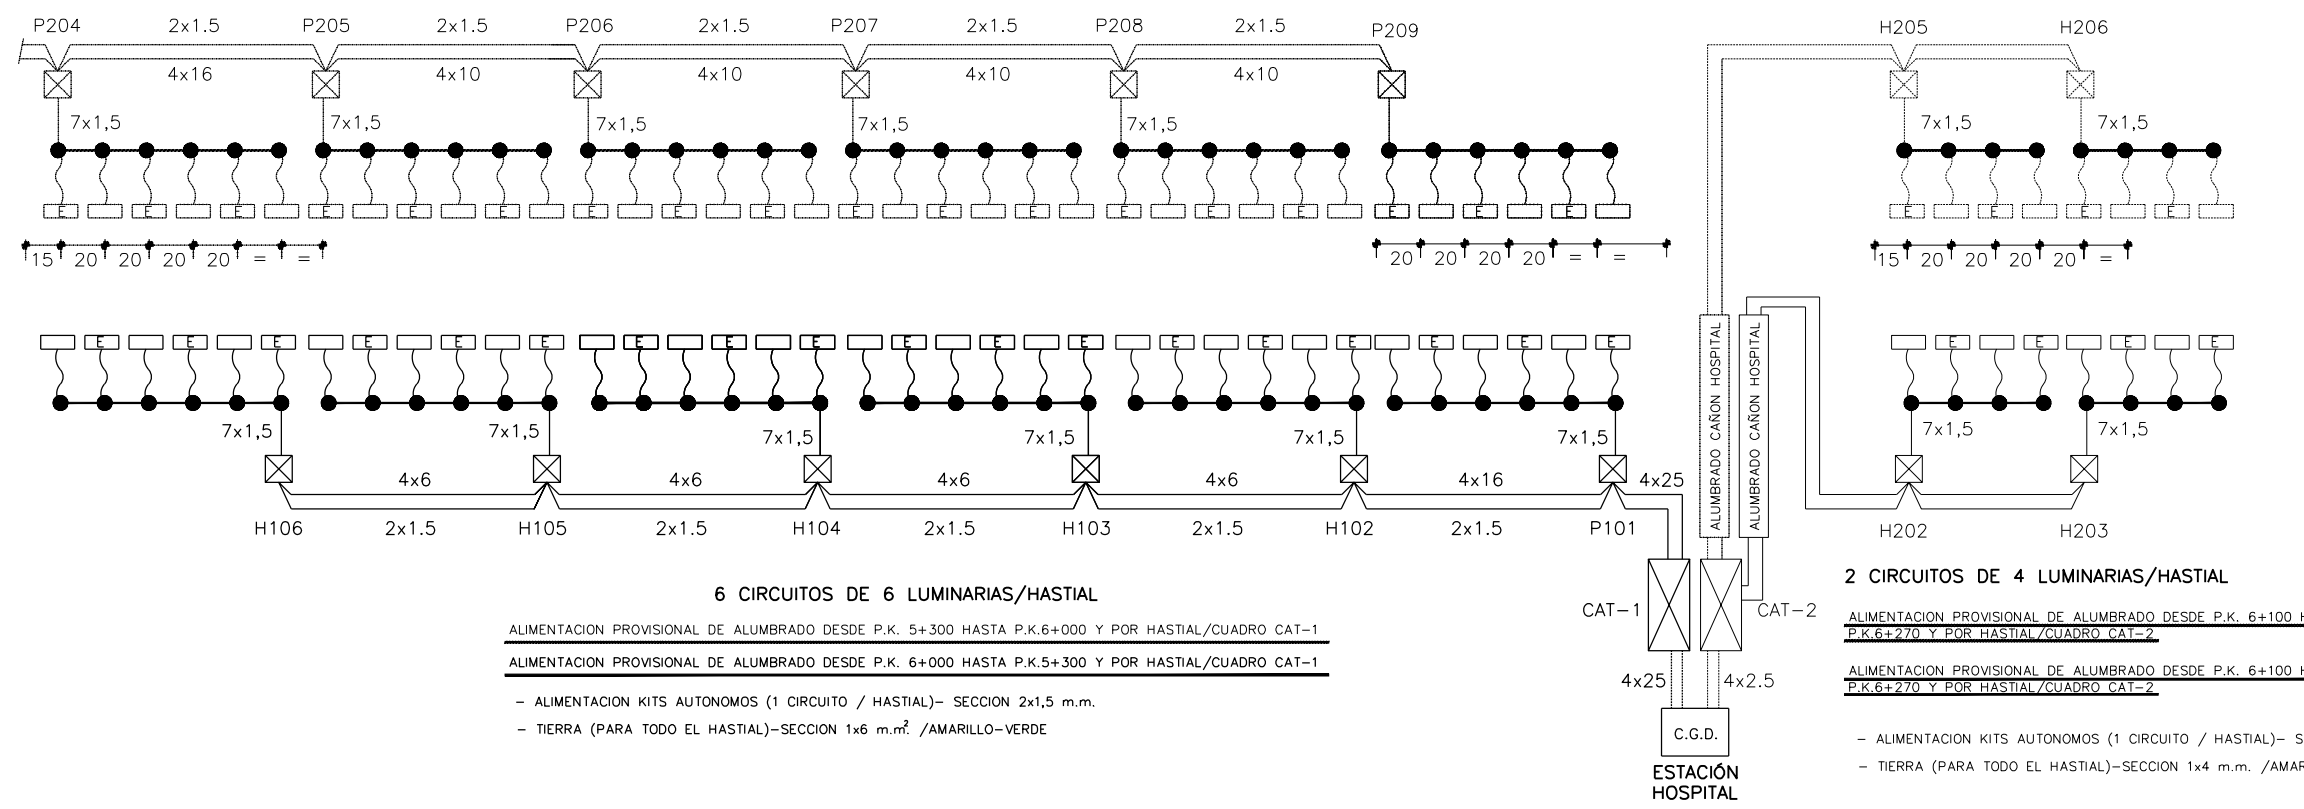 P204 2x1.5 P205 2x1.5 P206 2x1.5 P207 2x1.5 P208 2x1.5 P209
4x16 4x10 4x10 4x10 4x10
7x1,5 7x1,5 7x1,5 7x1,5 7x1,5
E E E E E E E E E E E E E E E E E E
15 20 20 20 20 = =
20 20 20 20 = =
H205 H206
7x1,5 7x1,5
E E E E
15 20 20 20 20 =
E E E E E E E E E E E E E E E E E E
7x1,5 7x1,5 7x1,5 7x1,5 7x1,5 7x1,5
4x6 4x6 4x6 4x6 4x16 4x25
H106 2x1.5 H105 2x1.5 H104 2x1.5 H103 2x1.5 H102 2x1.5 P101
ALUMBRADO CAÑON HOSPITAL
ALUMBRADO CAÑON HOSPITAL
E E E E
7x1,5 7x1,5
H202 H203
CAT-1 CAT-2
4x25 4x2.5
C.G.D.
ESTACIÓN
HOSPITAL
6 CIRCUITOS DE 6 LUMINARIAS/HASTIAL
ALIMENTACION PROVISIONAL DE ALUMBRADO DESDE P.K. 5+300 HASTA P.K.6+000 Y POR HASTIAL/CUADRO CAT-1
ALIMENTACION PROVISIONAL DE ALUMBRADO DESDE P.K. 6+000 HASTA P.K.5+300 Y POR HASTIAL/CUADRO CAT-1
- ALIMENTACION KITS AUTONOMOS (1 CIRCUITO / HASTIAL)- SECCION 2x1,5 m.m.
- TIERRA (PARA TODO EL HASTIAL)-SECCION 1x6 m.m². /AMARILLO-VERDE
2 CIRCUITOS DE 4 LUMINARIAS/HASTIAL
ALIMENTACION PROVISIONAL DE ALUMBRADO DESDE P.K. 6+100 H
P.K.6+270 Y POR HASTIAL/CUADRO CAT-2
ALIMENTACION PROVISIONAL DE ALUMBRADO DESDE P.K. 6+100 H
P.K.6+270 Y POR HASTIAL/CUADRO CAT-2
- ALIMENTACION KITS AUTONOMOS (1 CIRCUITO / HASTIAL)- S
- TIERRA (PARA TODO EL HASTIAL)-SECCION 1x4 m.m. /AMAR